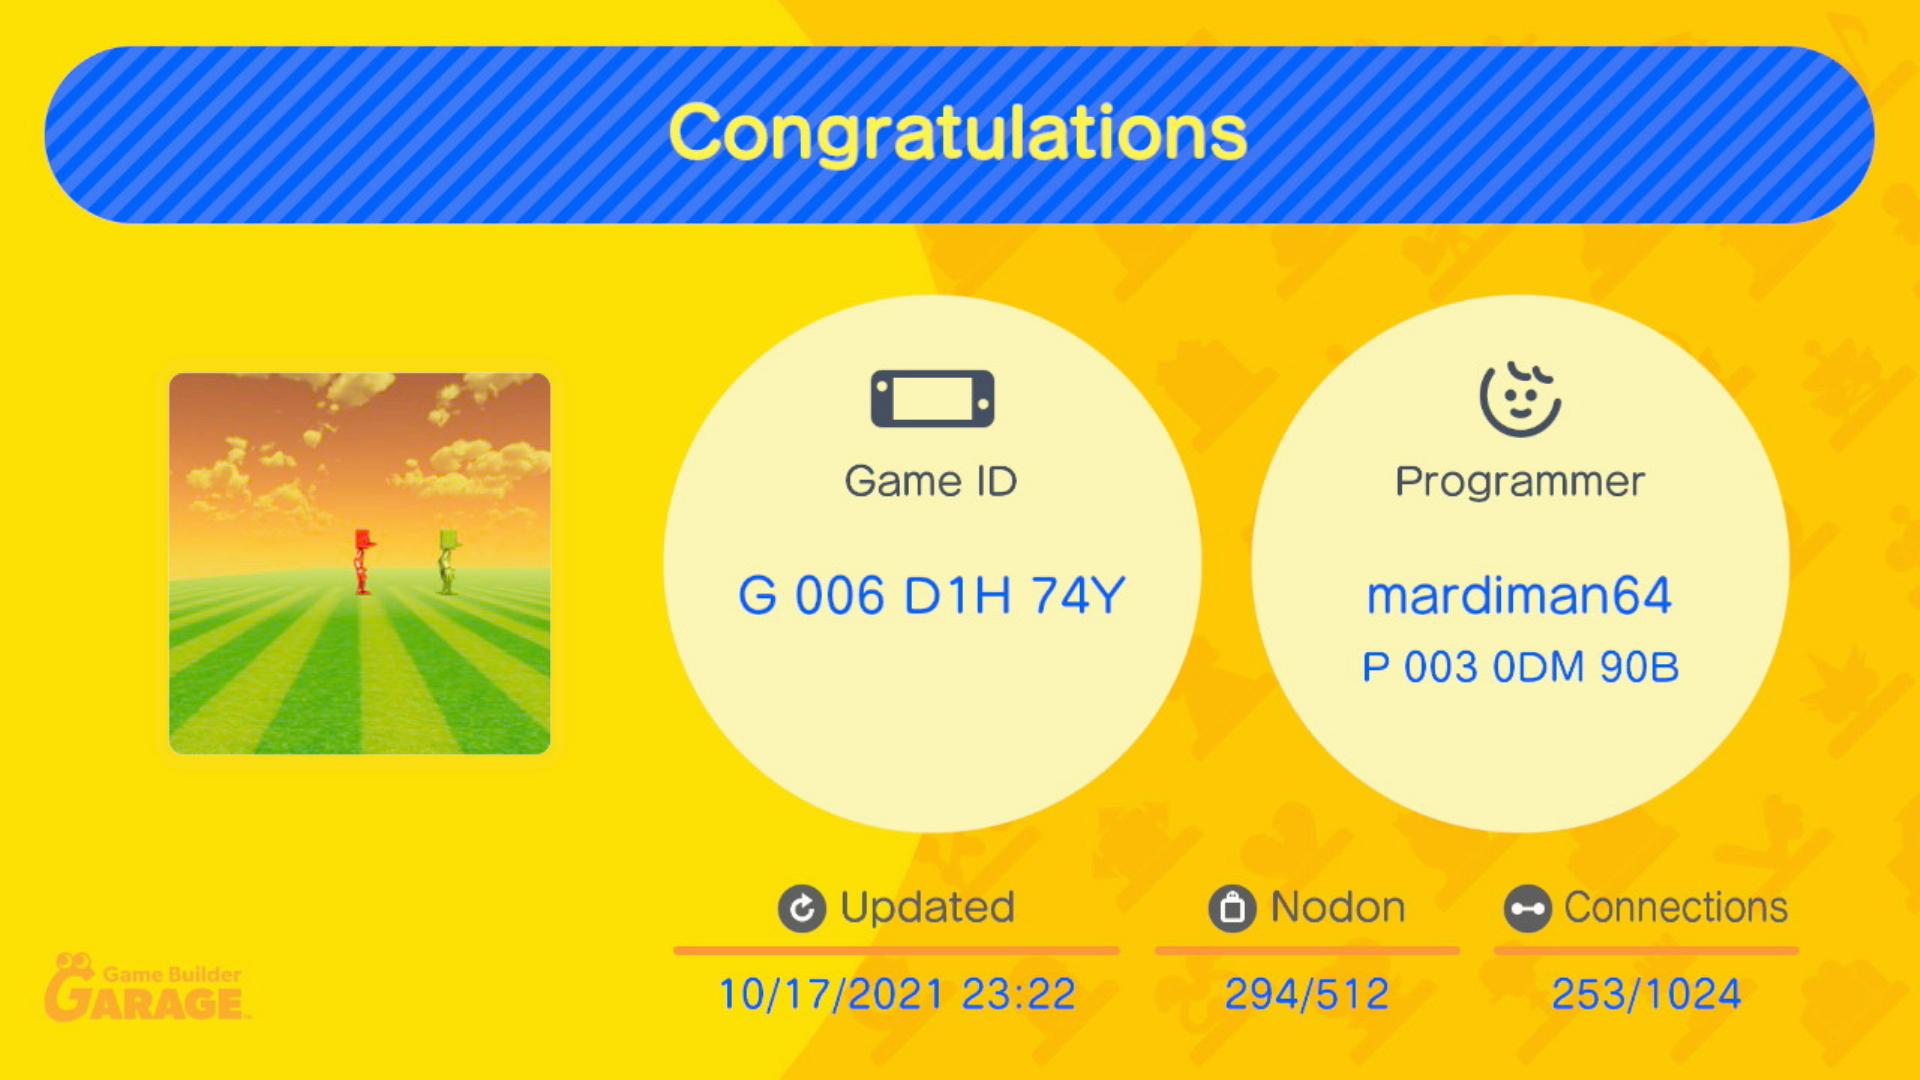 Congratulations
Game ID
G 006 D1H 74Y
Programmer
mardiman64
P 003 0DM 90B
Updated
10/17/2021 23:22
Nodon
294/512
Connections
253/1024
Game Builder
GARAGE